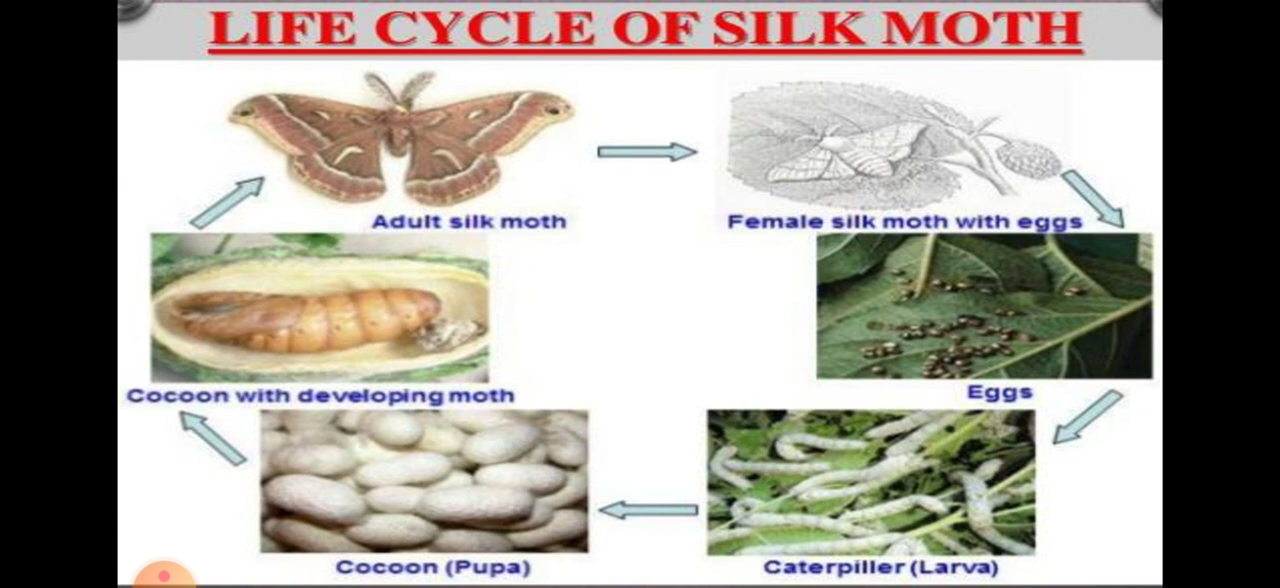 LIFE CYCLE OF SILK MOTH
Adult silk moth
Female silk moth with eggs
Cocoon with developing moth
Eggs
Cocoon (Pupa)
Caterpiller (Larva)